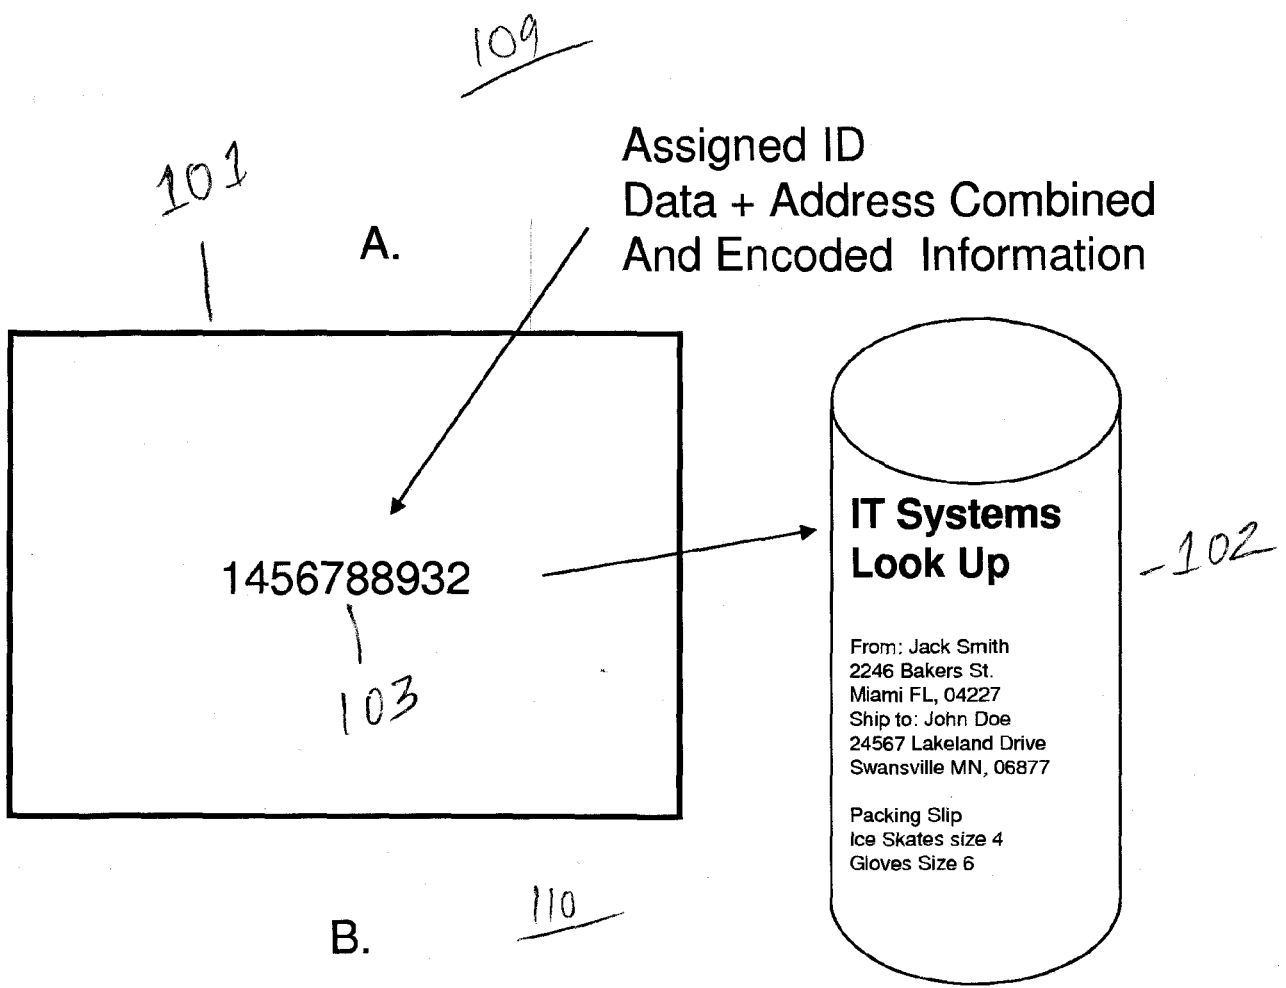 109
101
Assigned ID
A.
Data + Address Combined
And Encoded Information
IT Systems
Look Up
1456788932
102
103
From: Jack Smith
2246 Bakers St.
Miami FL, 04227
Ship to: John Doe
24567 Lakeland Drive
Swansville MN, 06877
Packing Slip
Ice Skates size 4
Gloves Size 6
B.
110